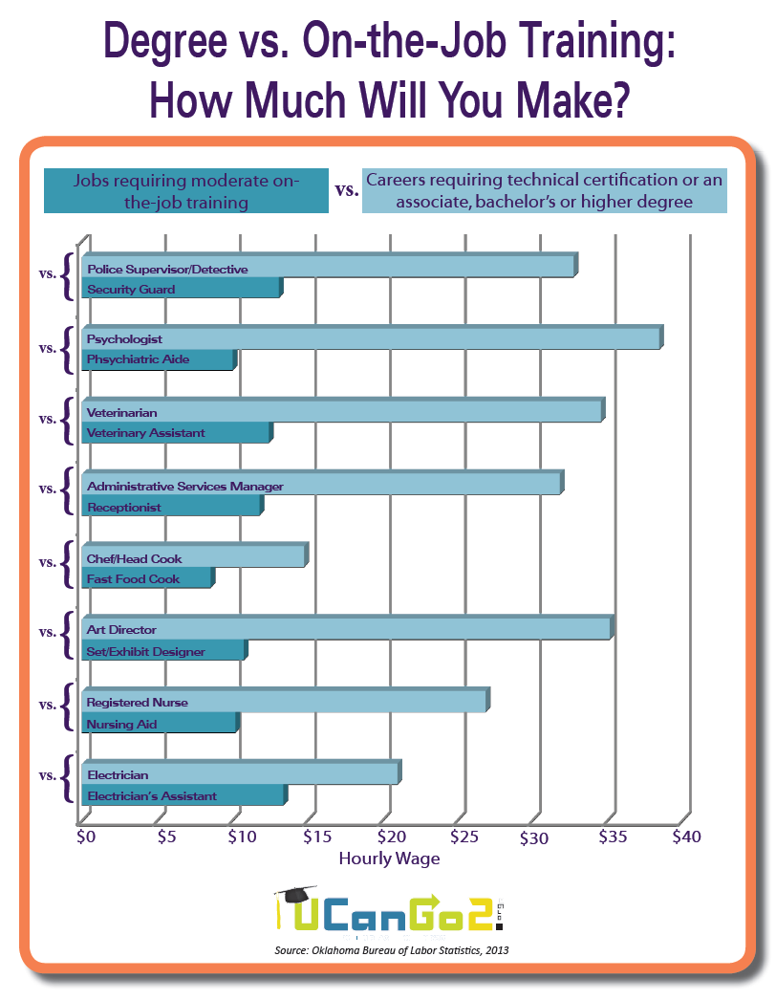 Degree vs. On-the-Job Training:
How Much Will You Make?
Jobs requiring moderate on-
the-job training
vs.
Careers requiring technical certification or an
associate, bachelor's or higher degree
vs.
Police Supervisor/Detective
Security Guard
vs.
Psychologist
Phsychiatric Aide
vs.
Veterinarian
Veterinary Assistant
vs.
Administrative Services Manager
Receptionist
vs.
Chef/Head Cook
Fast Food Cook
vs.
Art Director
Set/Exhibit Designer
vs.
Registered Nurse
Nursing Aid
vs.
Electrician
Electrician's Assistant
$0 $5 $10 $15 $20 $25 $30 $35 $40
Hourly Wage
UCanGo2
Source: Oklahoma Bureau of Labor Statistics, 2013